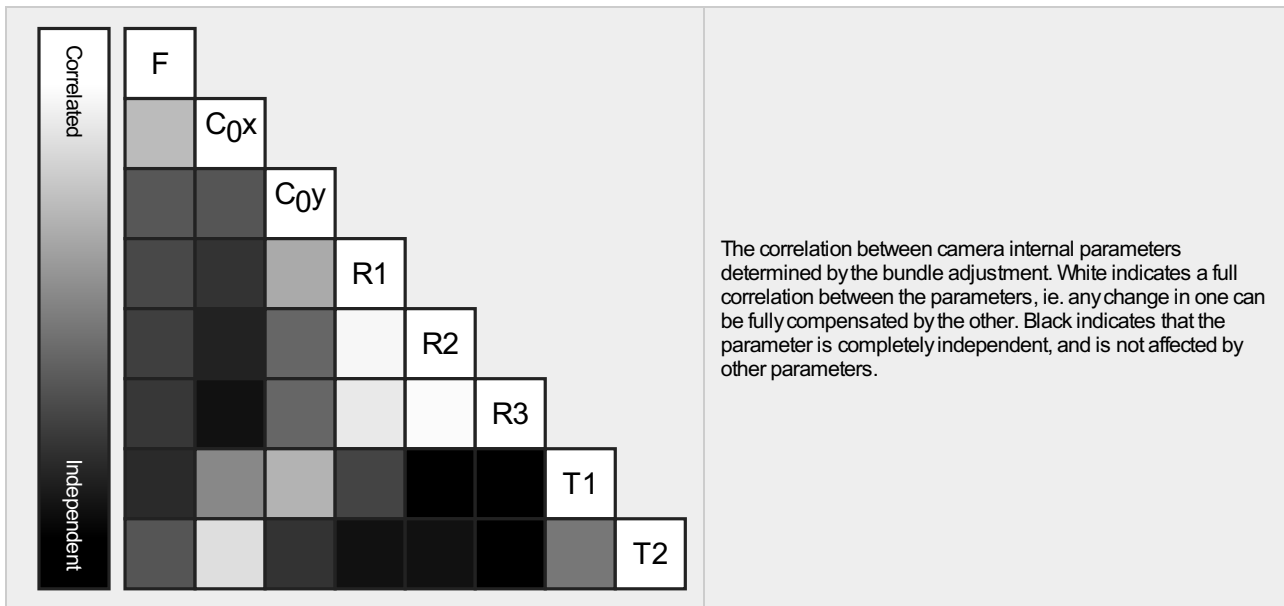 Correlated
Independent
F
C0x
C0y
R1
R2
R3
T1
T2
The correlation between camera internal parameters
determined by the bundle adjustment. White indicates a full
correlation between the parameters, ie. any change in one can
be fully compensated by the other. Black indicates that the
parameter is completely independent, and is not affected by
other parameters.